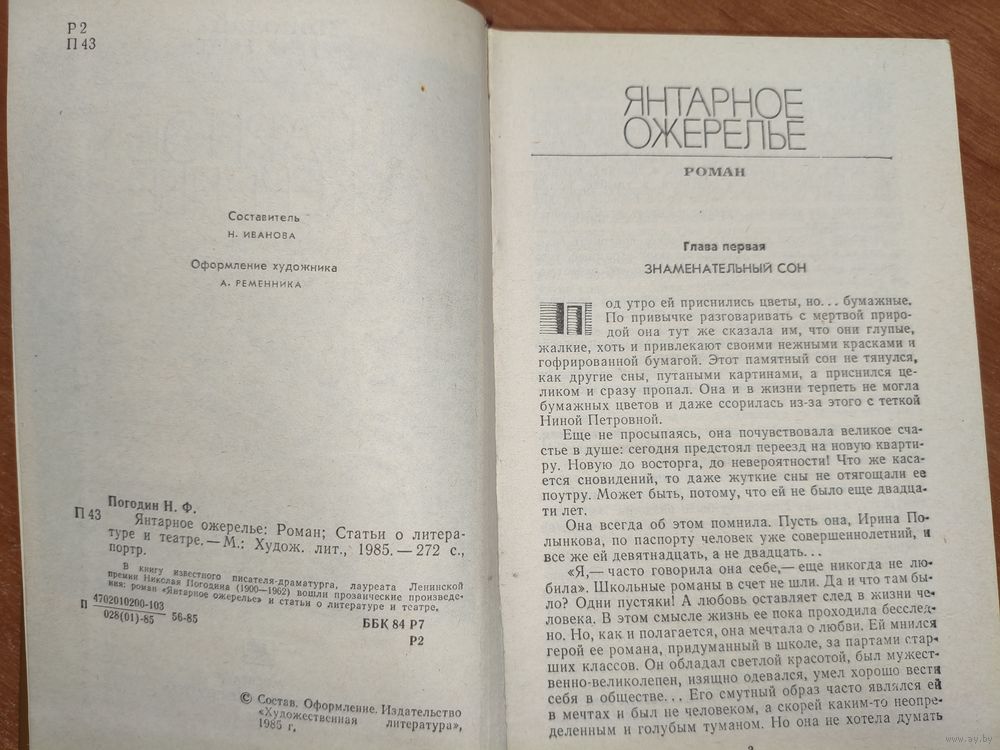 Р2
П43
Составитель
Н. ИВАНОВА
Оформление художника
А. РЕМЕННИКА
Погодин Н. Ф.
П 43 Янтарное ожерелье: Роман; Статьи о литера-
туре и театре. — М.: Худож. лит., 1985. — 272 с.,
портр.
В книгу известного писателя-драматурга, лауреата Ленинской
премии Николая Погодина (1900—1962) вошли прозаические произведе-
ния: роман «Янтарное ожерелье» и статьи о литературе и театре.
П 4702010200-103
028(01)-85 56-85
ББК 84 Р7
Р2
© Состав. Оформление. Издательство
«Художественная литература»,
1985 г.
ЯНТАРНОЕ
ОЖЕРЕЛЬЕ
РОМАН
Глава первая
ЗНАМЕНАТЕЛЬНЫЙ СОН
Под утро ей приснились цветы, но... бумажные.
По привычке разговаривать с мертвой приро-
дой она тут же сказала им, что они глупые,
жалкие, хоть и привлекают своими нежными красками и
гофрированной бумагой. Этот памятный сон не тянулся,
как другие сны, путаными картинами, а приснился це-
ликом и сразу пропал. Она и в жизни терпеть не могла
бумажных цветов и даже ссорилась из-за этого с теткой
Ниной Петровной.
Еще не просыпаясь, она почувствовала великое сча-
стье в душе: сегодня предстоял переезд на новую кварти-
ру. Новую до восторга, до невероятности! Что же каса-
ется сновидений, то даже жуткие сны не отягощали ее
поутру. Может быть, потому, что ей не было еще двадца-
ти лет.
Она всегда об этом помнила. Пусть она, Ирина По-
лынкова, по паспорту человек уже совершеннолетний, и
все же ей девятнадцать, а не двадцать...
«Я,— часто говорила она себе,— еще никогда не лю-
била». Школьные романы в счет не шли. Да и что там бы-
ло? Одни пустяки! А любовь оставляет след в жизни че-
ловека. В этом смысле жизнь ее пока проходила бесслед-
но. Но, как и полагается, она мечтала о любви. Ей мнился
герой ее романа, придуманный в школе, за партами стар-
ших классов. Он обладал светлой красотой, был мужест-
венно-великолепен, изящно одевался, умел хорошо вести
себя в обществе... Его смутный образ часто являлся ей
в мечтах и был не человеком, а скорей каким-то неопре-
деленным и голубым туманом. Но она не хотела думать
3
www.ay.by